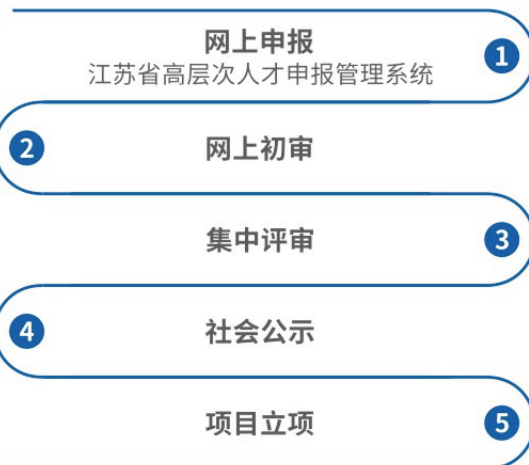 网上申报
1
江苏省高层次人才申报管理系统
2
网上初审
集中评审
3
4
社会公示
项目立项
5